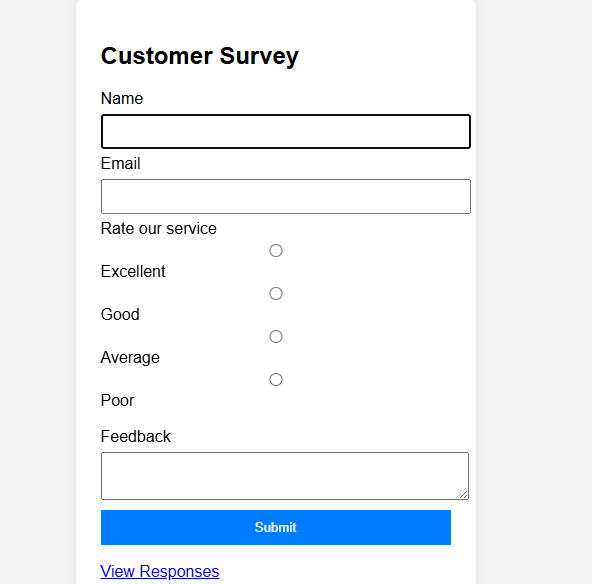 Customer Survey
Name
Email
Rate our service
Excellent
Good
Average
Poor
Feedback
Submit
View Responses